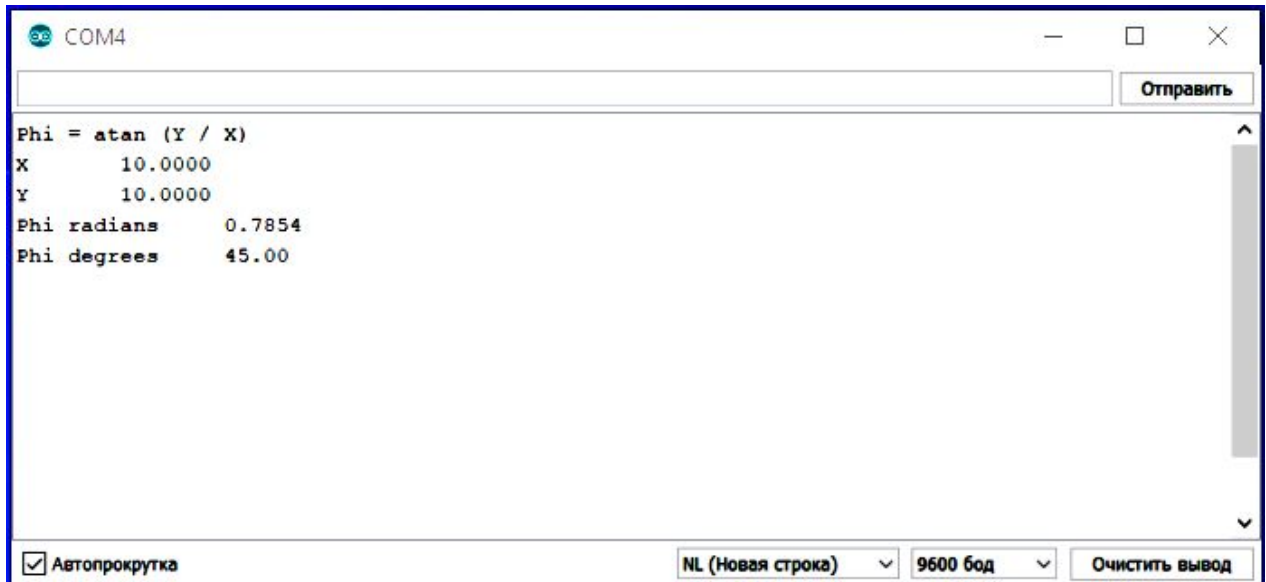 COM4
Отправить
Phi = atan (Y / X)
X 10.0000
Y 10.0000
Phi radians 0.7854
Phi degrees 45.00
Автопрокрутка NL (Новая строка) 9600 бод Очистить вывод